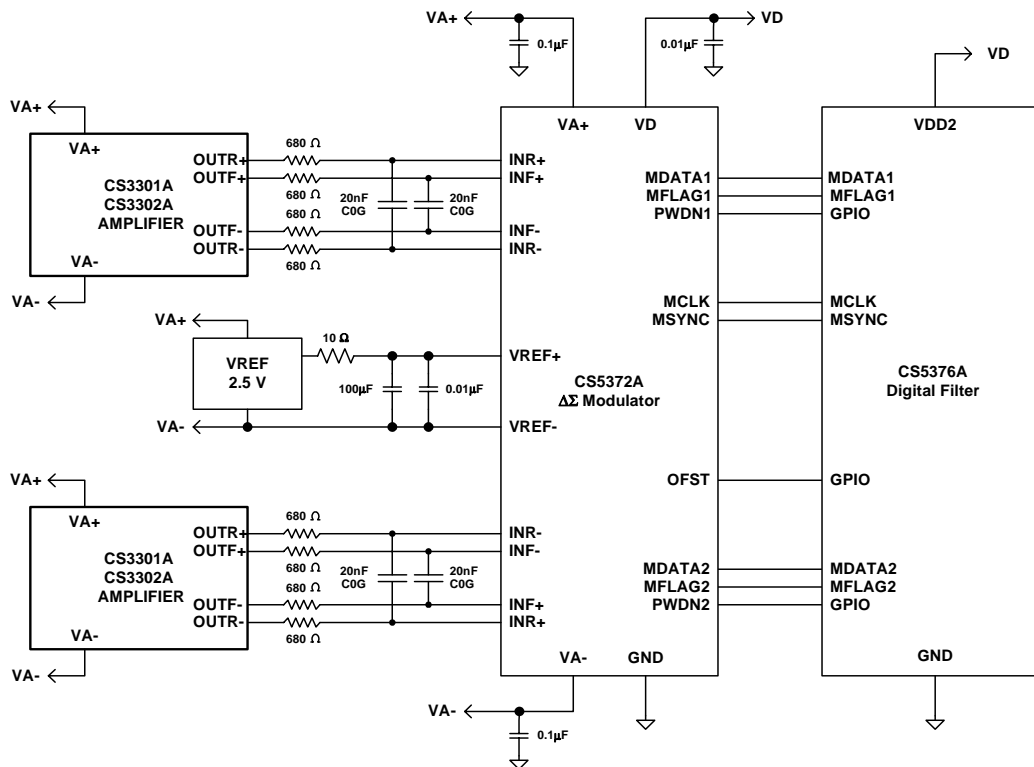 VA+
0.1µF
0.01µF
VD
VD
VA+
VA+
CS3301A
CS3302A
AMPLIFIER
VA-
VA-
OUTR+
OUTF+
OUTF-
OUTR-
680 Ω
680 Ω
680 Ω
680 Ω
20nF
C0G
20nF
C0G
VA+
VREF
2.5 V
10 Ω
100µF
0.01µF
VA-
VA+
VA+
CS3301A
CS3302A
AMPLIFIER
VA-
VA-
OUTR+
OUTF+
OUTF-
OUTR-
680 Ω
680 Ω
680 Ω
680 Ω
20nF
C0G
20nF
C0G
VA+
VD
INR+
INF+
INF-
INR-
VREF+
VREF-
INR-
INF-
INF+
INR+
CS5372A
ΔΣ Modulator
MDATA1
MFLAG1
PWDN1
MCLK
MSYNC
OFST
MDATA2
MFLAG2
PWDN2
VA-
GND
VA-
0.1µF
VDD2
MDATA1
MFLAG1
GPIO
MCLK
MSYNC
CS5376A
Digital Filter
GPIO
MDATA2
MFLAG2
GPIO
GND